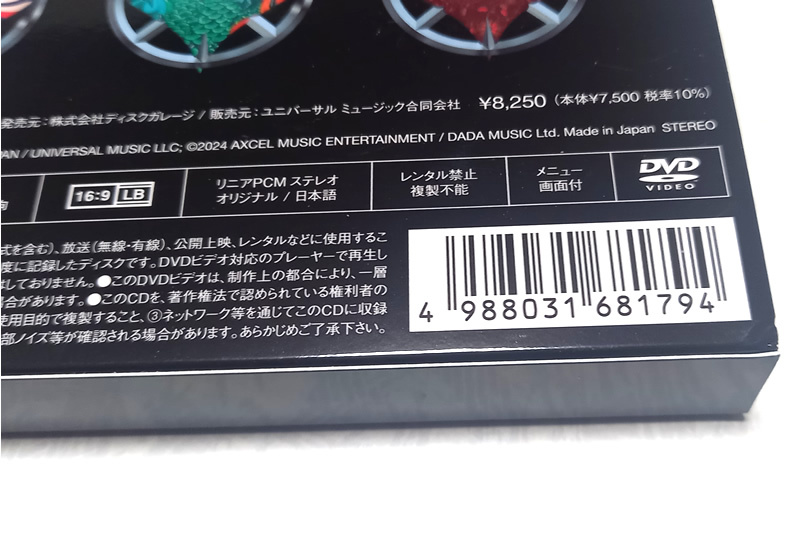 発売元：株式会社ディスクガレージ / 販売元：ユニバーサル ミュージック合同会社 ¥8,250（本体¥7,500 税率10%）
/ UNIVERSAL MUSIC LLC; ©2024 AXCEL MUSIC ENTERTAINMENT / DADA MUSIC Ltd. Made in Japan STEREO
16:9 LB
リニアPCM ステレオ
オリジナル / 日本語
レンタル禁止
複製不能
メニュー
画面付
DVD
VIDEO
式を含む)、放送(無線・有線)、公開上映、レンタルなどに使用するこ
度に記録したディスクです。DVDビデオ対応のプレーヤーで再生し
しておりません。●このDVDビデオは、制作上の都合により、一層
場合があります。●このCDを、著作権法で認められている権利者の
使用目的で複製すること、③ネットワーク等を通じてこのCDに収録
部ノイズ等が確認される場合があります。あらかじめご了承下さい。
4 988031 681794